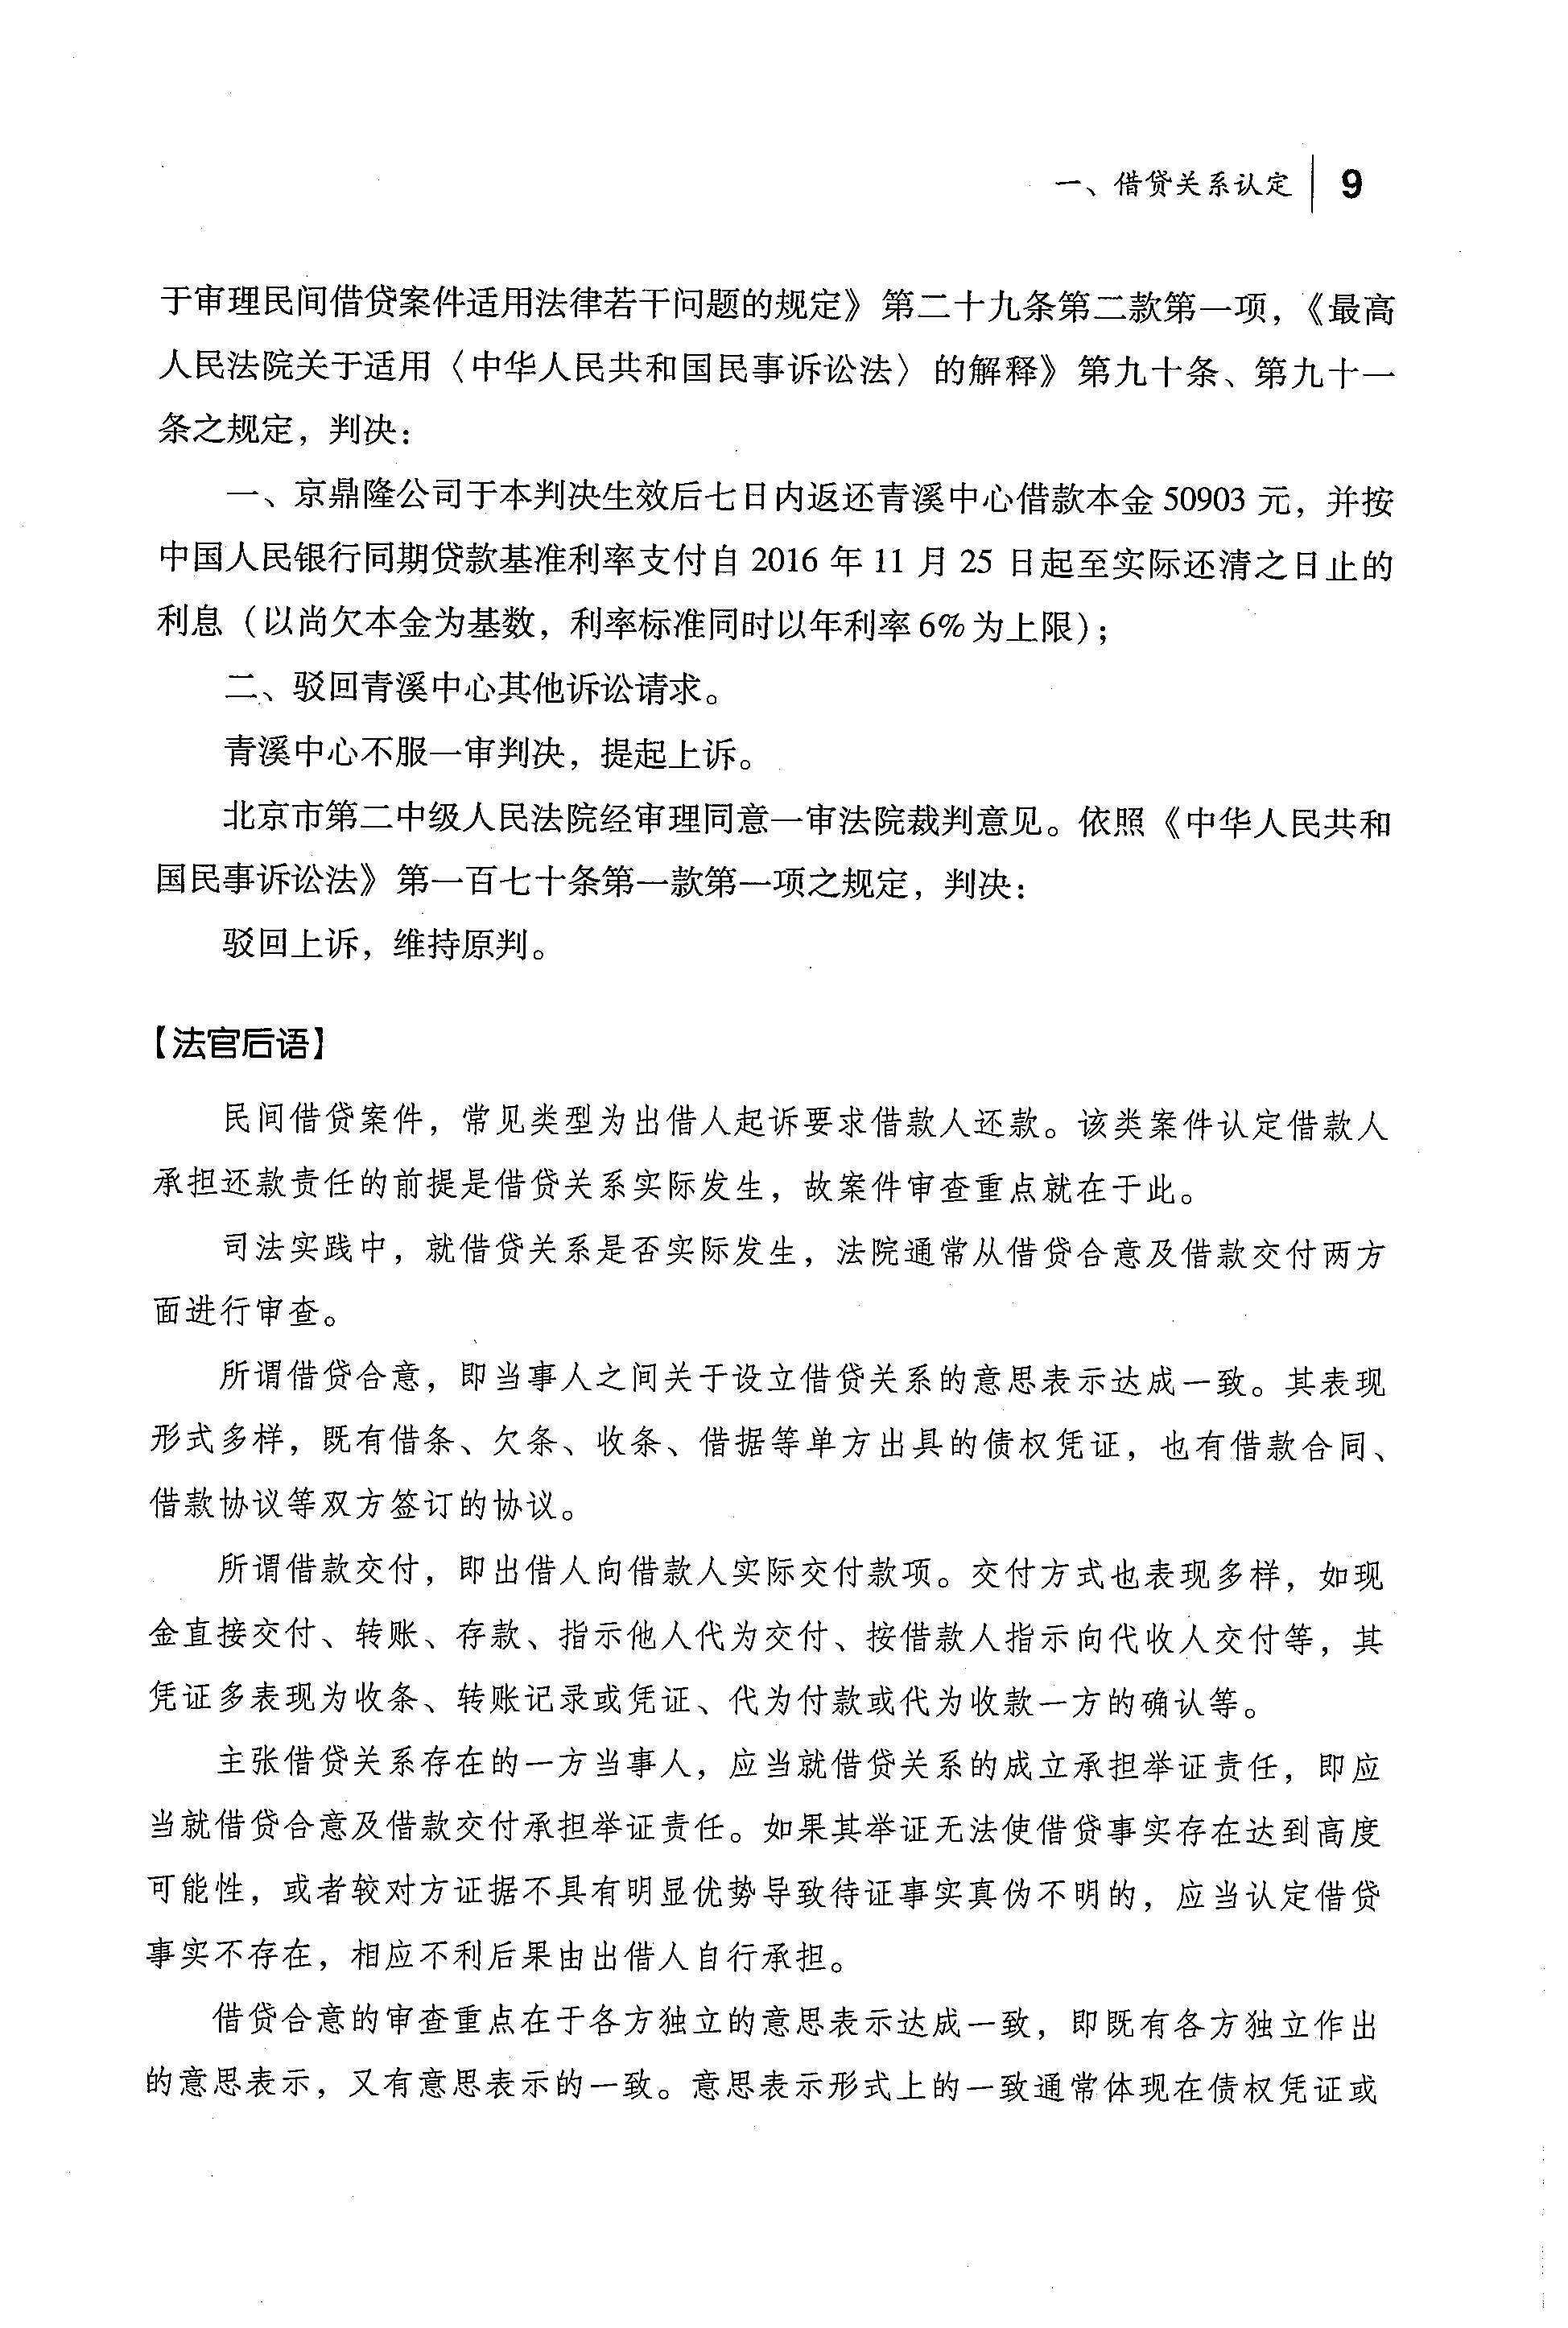 一、借贷关系认定 9
于审理民间借贷案件适用法律若干问题的规定》第二十九条第二款第一项，《最高
人民法院关于适用〈中华人民共和国民事诉讼法〉的解释》第九十条、第九十一
条之规定，判决：
一、京鼎隆公司于本判决生效后七日内返还青溪中心借款本金50903元，并按
中国人民银行同期贷款基准利率支付自2016年11月25日起至实际还清之日止的
利息（以尚欠本金为基数，利率标准同时以年利率6%为上限）；
二、驳回青溪中心其他诉讼请求。
青溪中心不服一审判决，提起上诉。
北京市第二中级人民法院经审理同意一审法院裁判意见。依照《中华人民共和
国民事诉讼法》第一百七十条第一款第一项之规定，判决：
驳回上诉，维持原判。
【法官后语】
民间借贷案件，常见类型为出借人起诉要求借款人还款。该类案件认定借款人
承担还款责任的前提是借贷关系实际发生，故案件审查重点就在于此。
司法实践中，就借贷关系是否实际发生，法院通常从借贷合意及借款交付两方
面进行审查。
所谓借贷合意，即当事人之间关于设立借贷关系的意思表示达成一致。其表现
形式多样，既有借条、欠条、收条、借据等单方出具的债权凭证，也有借款合同、
借款协议等双方签订的协议。
所谓借款交付，即出借人向借款人实际交付款项。交付方式也表现多样，如现
金直接交付、转账、存款、指示他人代为交付、按借款人指示向代收人交付等，其
凭证多表现为收条、转账记录或凭证、代为付款或代为收款一方的确认等。
主张借贷关系存在的一方当事人，应当就借贷关系的成立承担举证责任，即应
当就借贷合意及借款交付承担举证责任。如果其举证无法使借贷事实存在达到高度
可能性，或者较对方证据不具有明显优势导致待证事实真伪不明的，应当认定借贷
事实不存在，相应不利后果由出借人自行承担。
借贷合意的审查重点在于各方独立的意思表示达成一致，即既有各方独立作出
的意思表示，又有意思表示的一致。意思表示形式上的一致通常体现在债权凭证或